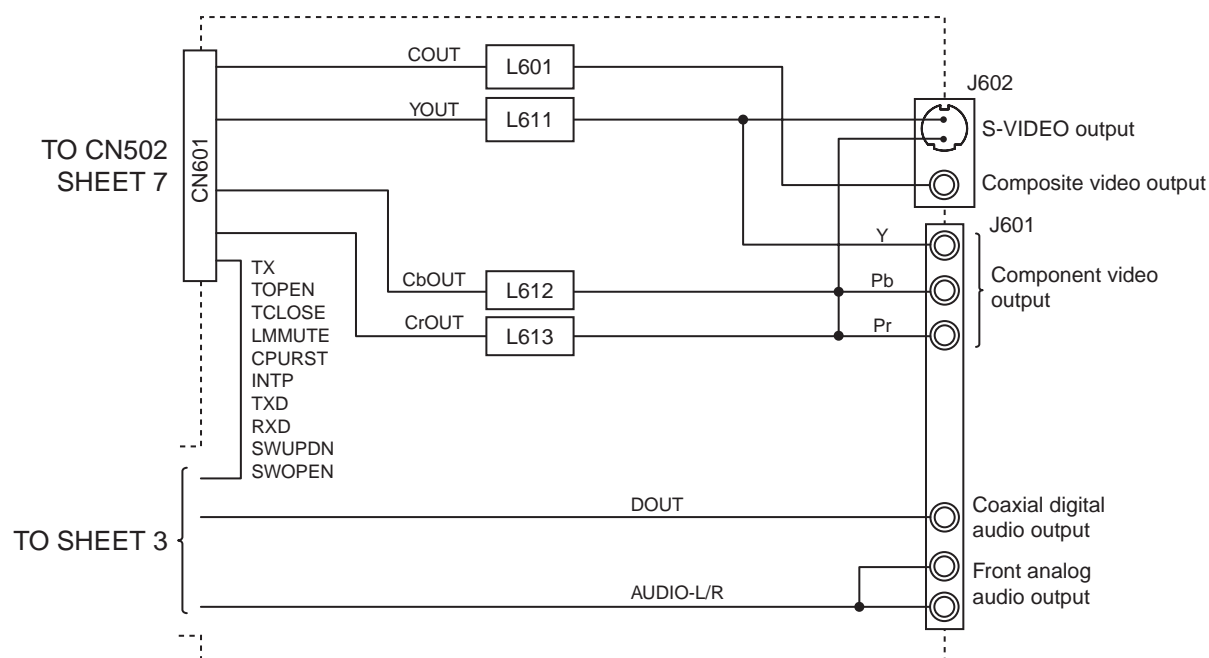 COUT
L601
J602
YOUT
L611
S-VIDEO output
TO CN502
SHEET 7
CN601
Composite video output
J601
Y
TX
TOPEN
TCLOSE
LMMUTE
CPURST
INTP
TXD
RXD
SWUPDN
SWOPEN
CbOUT
L612
Pb
Component video
output
CrOUT
L613
Pr
TO SHEET 3
DOUT
Coaxial digital
audio output
AUDIO-L/R
Front analog
audio output